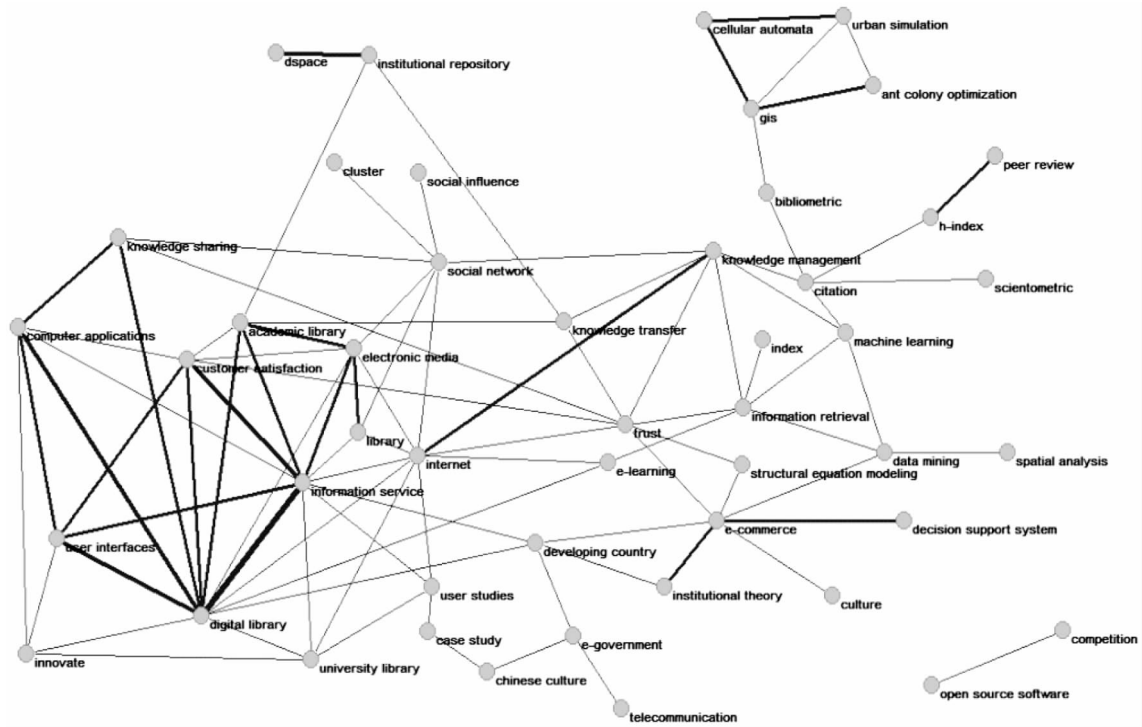 cellular automata
urban simulation
dspace
institutional repository
ant colony optimization
gis
peer review
cluster
social influence
bibliometric
h-index
knowledge sharing
social network
knowledge management
citation
scientometric
computer applications
academic library
knowledge transfer
index
machine learning
electronic media
customer satisfaction
information retrieval
library
trust
internet
e-learning
structural equation modeling
data mining
spatial analysis
information service
e-commerce
decision support system
user interfaces
developing country
user studies
institutional theory
culture
digital library
case study
e-government
competition
innovate
university library
chinese culture
open source software
telecommunication